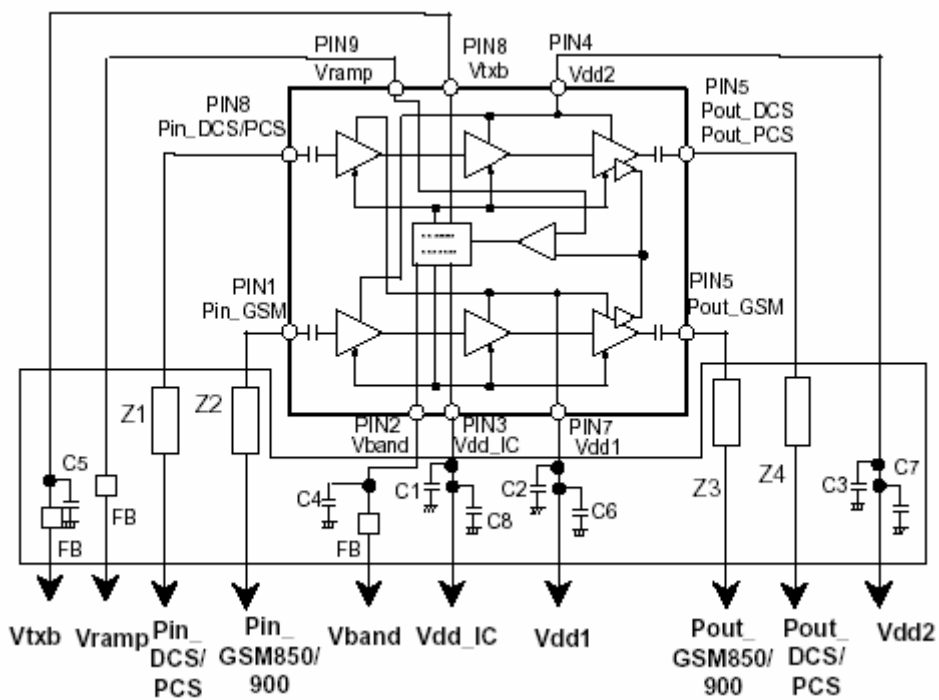 PIN9
Vramp
PIN8
Vtxb
PIN4
Vdd2
PIN8
Pin_DCS/PCS
PIN5
Pout_DCS
Pout_PCS
PIN1
Pin_GSM
PIN5
Pout_GSM
PIN2
Vband
PIN3
Vdd_IC
PIN7
Vdd1
Z1
Z2
Z3
Z4
C5
FB
FB
C4
FB
C1
C8
C2
C6
C3
C7
Vtxb
Vramp
Pin_
DCS/
PCS
Pin_
GSM850/
900
Vband
Vdd_IC
Vdd1
Pout_
GSM850/
900
Pout_
DCS/
PCS
Vdd2